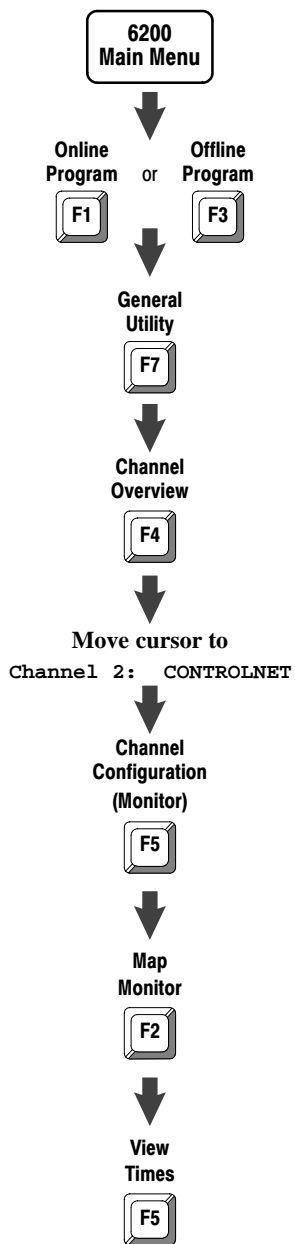 6200
Main Menu
Online Program
or
Offline Program
F1
F3
General
Utility
F7
Channel
Overview
F4
Move cursor to
Channel 2: CONTROLNET
Channel
Configuration
(Monitor)
F5
Map
Monitor
F2
View
Times
F5